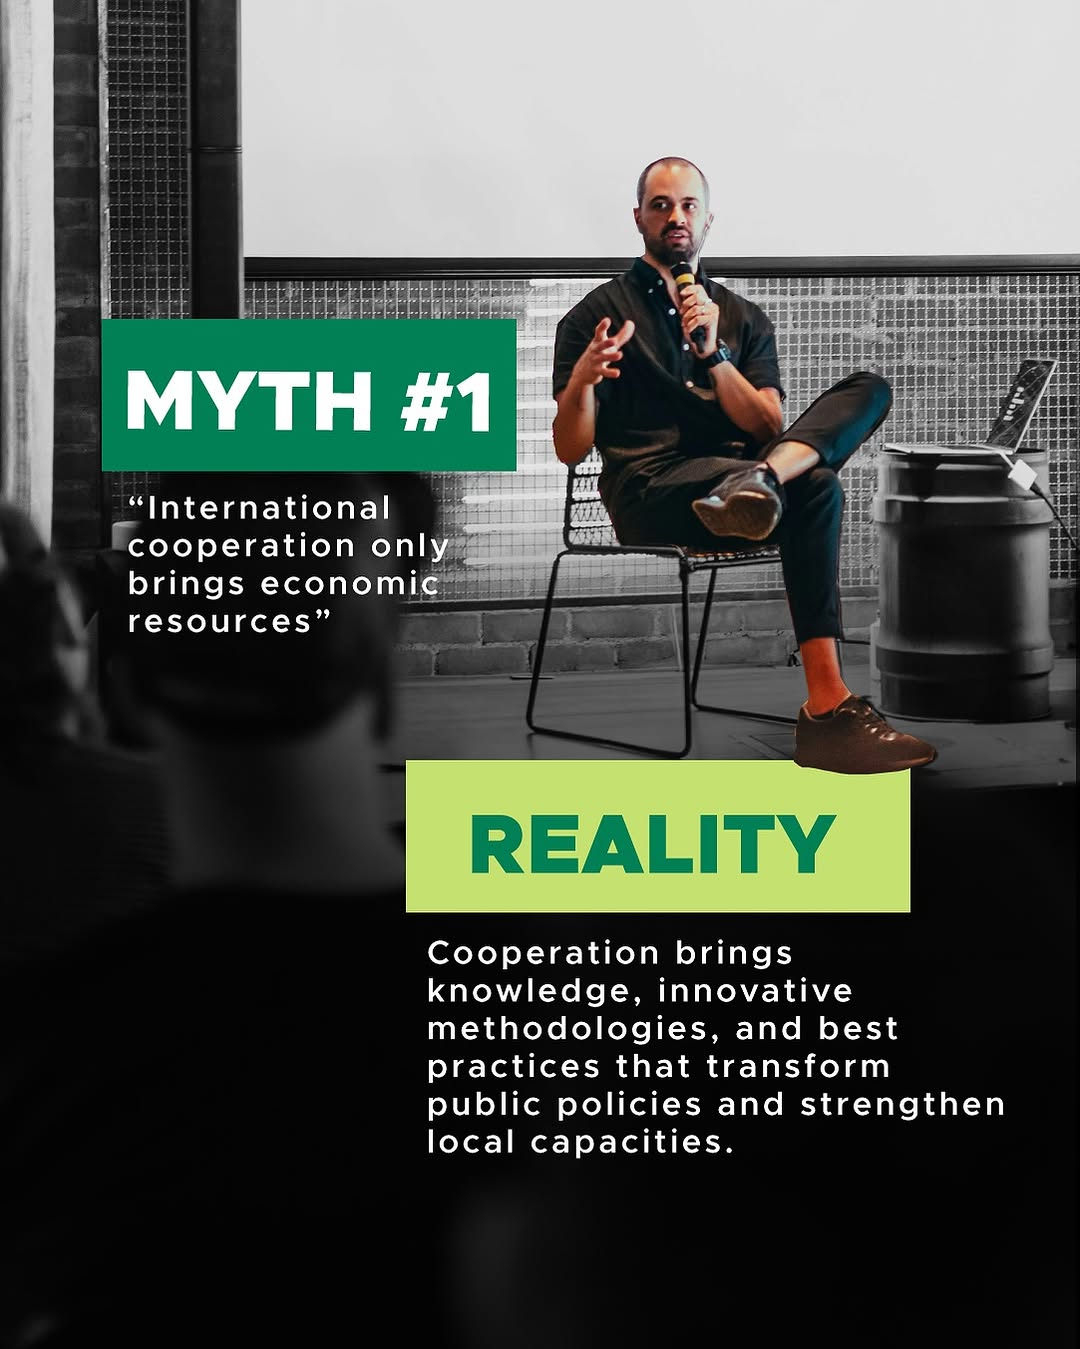 MYTH #1
“International
cooperation only
brings economic
resources”
REALITY
Cooperation brings
knowledge, innovative
methodologies, and best
practices that transform
public policies and strengthen
local capacities.